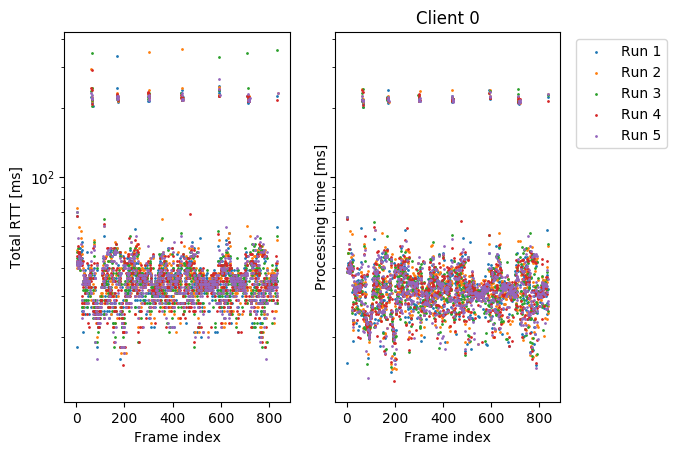 Client 0
Total RTT [ms]
10²
0 200 400 600 800
Frame index
Processing time [ms]
0 200 400 600 800
Frame index
Run 1
Run 2
Run 3
Run 4
Run 5